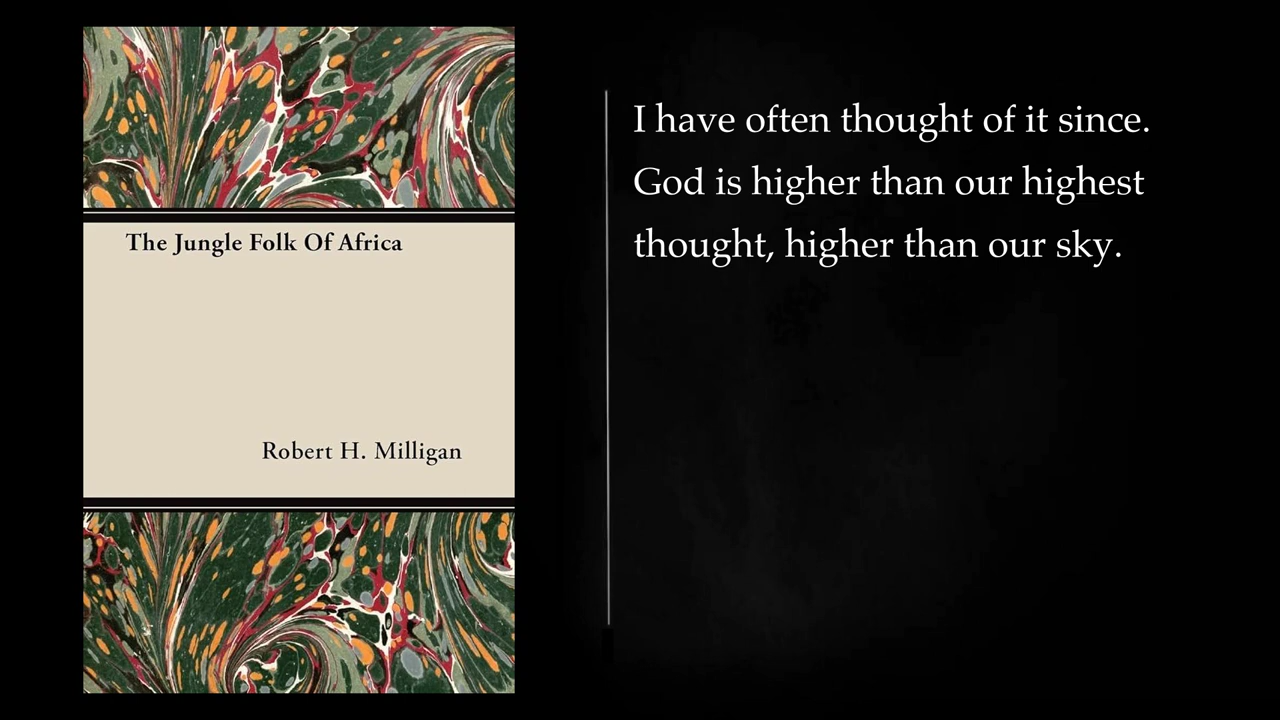 The Jungle Folk Of Africa
Robert H. Milligan
I have often thought of it since.
God is higher than our highest
thought, higher than our sky.